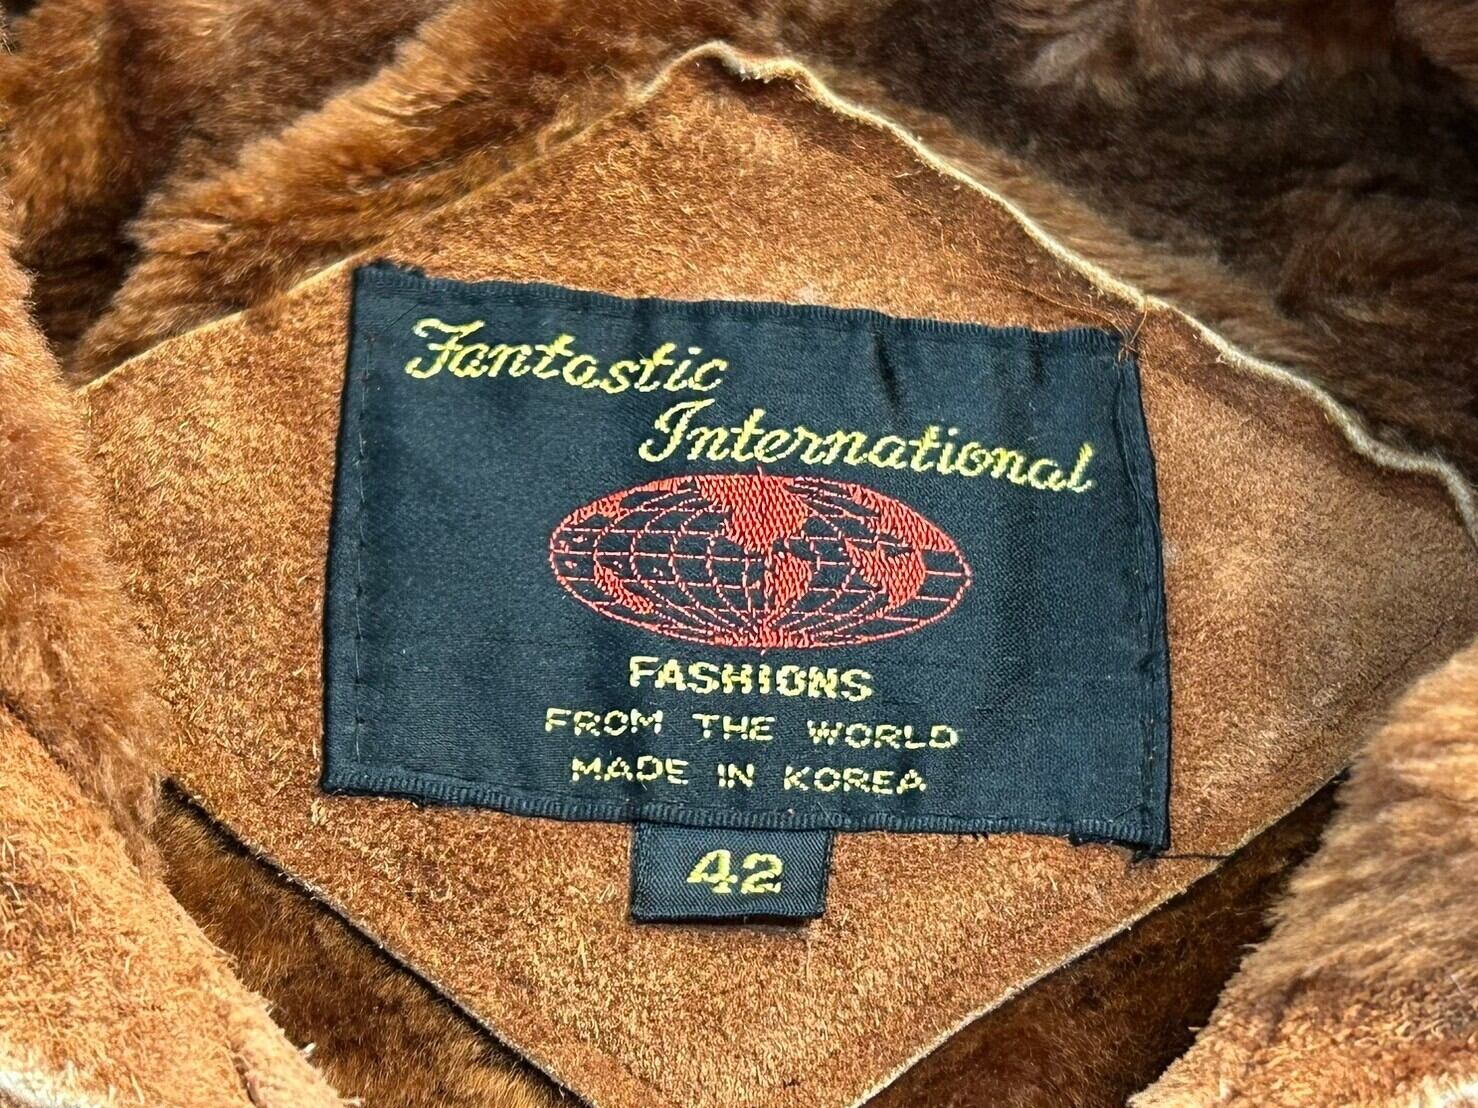 Fantastic
International
FASHIONS
FROM THE WORLD
MADE IN KOREA
42